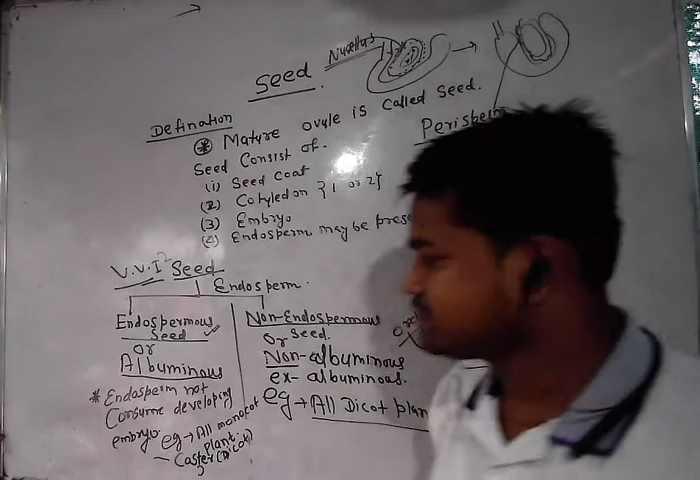 Nucellus
Seed
Perisperm
Defination
* Mature ovule is called seed.
Seed Consist of.
(i) Seed coat
(2) Cotyledon {1 or 2}
(3) Embryo
(4) Endosperm may be prese
V.V.I Seed
Endosperm.
Endospermous
Seed
or
Albuminous
* Endosperm not
Consume developing
embryo.
eg → All monocot
Plant
- Caster (Dicot)
Non-Endospermous
or Seed.
Non-albuminous
ex-albuminous.
eg → All Dicot plan